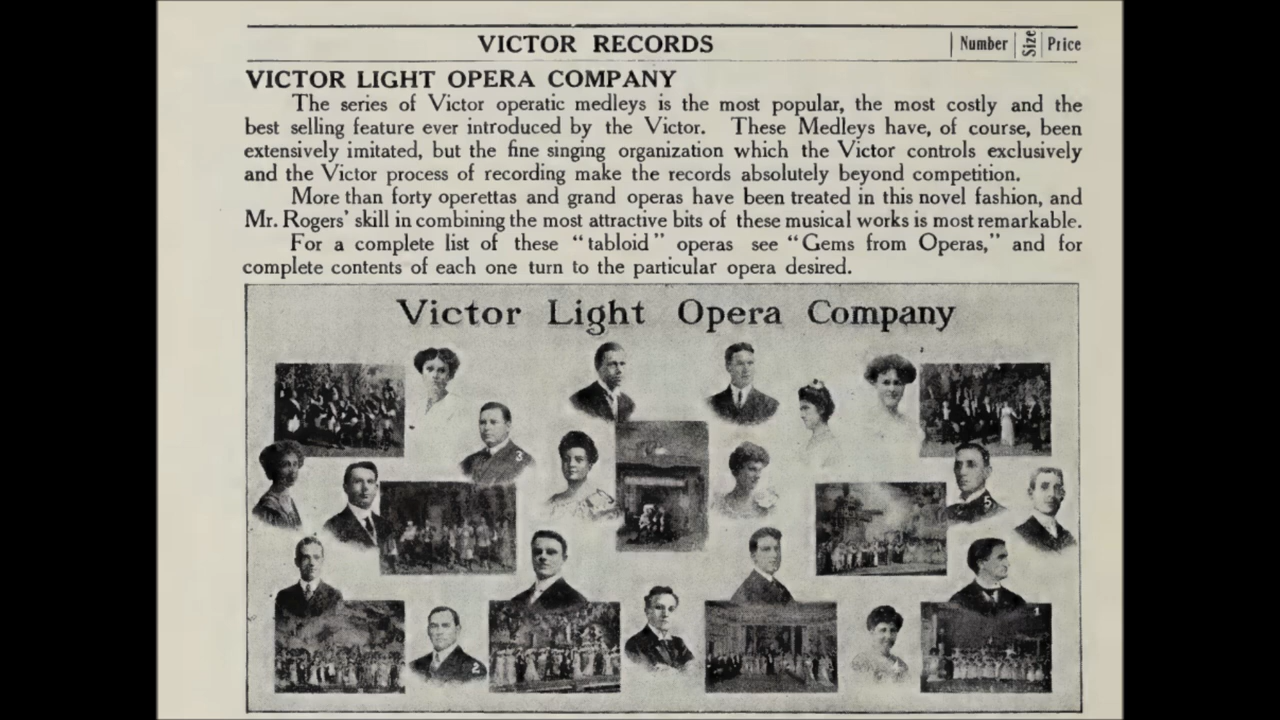 VICTOR RECORDS | Number | Size | Price
VICTOR LIGHT OPERA COMPANY
The series of Victor operatic medleys is the most popular, the most costly and the
best selling feature ever introduced by the Victor. These Medleys have, of course, been
extensively imitated, but the fine singing organization which the Victor controls exclusively
and the Victor process of recording make the records absolutely beyond competition.
More than forty operettas and grand operas have been treated in this novel fashion, and
Mr. Rogers' skill in combining the most attractive bits of these musical works is most remarkable.
For a complete list of these "tabloid" operas see "Gems from Operas," and for
complete contents of each one turn to the particular opera desired.
Victor Light Opera Company
3
5
1
2